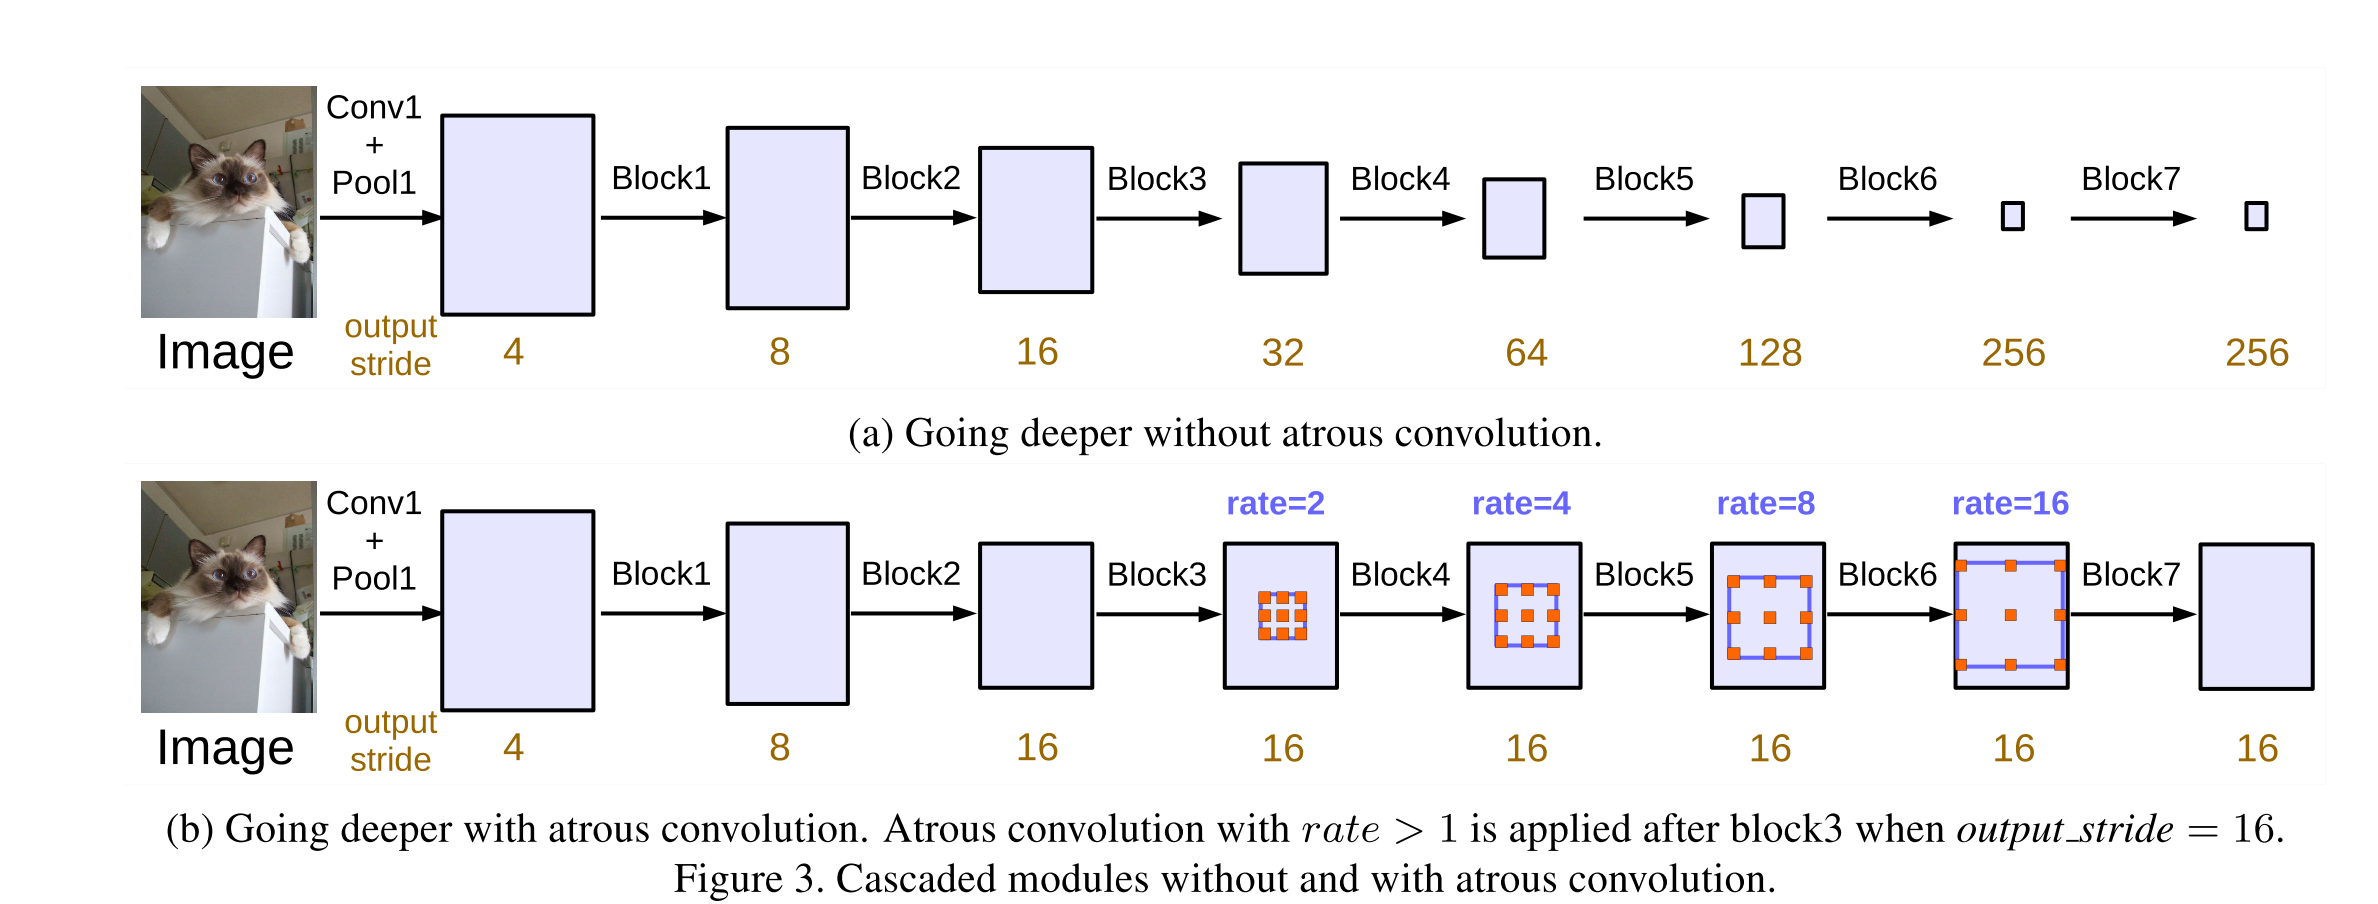 Conv1
+
Pool1
Block1
Block2
Block3
Block4
Block5
Block6
Block7
Image
output
stride
4
8
16
32
64
128
256
256
(a) Going deeper without atrous convolution.
rate=2
rate=4
rate=8
rate=16
Conv1
+
Pool1
Block1
Block2
Block3
Block4
Block5
Block6
Block7
Image
output
stride
4
8
16
16
16
16
16
16
(b) Going deeper with atrous convolution. Atrous convolution with rate > 1 is applied after block3 when output_stride = 16.
Figure 3. Cascaded modules without and with atrous convolution.